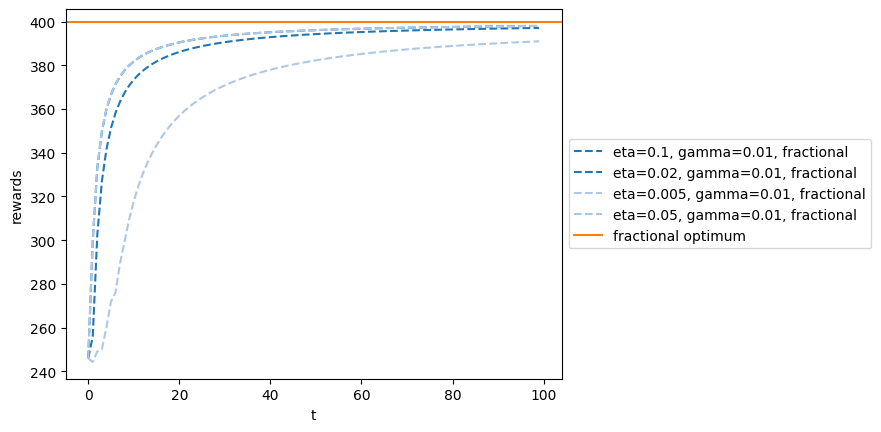 400
380
360
340
320
300
280
260
240
rewards
0
20
40
60
80
100
t
eta=0.1, gamma=0.01, fractional
eta=0.02, gamma=0.01, fractional
eta=0.005, gamma=0.01, fractional
eta=0.05, gamma=0.01, fractional
fractional optimum